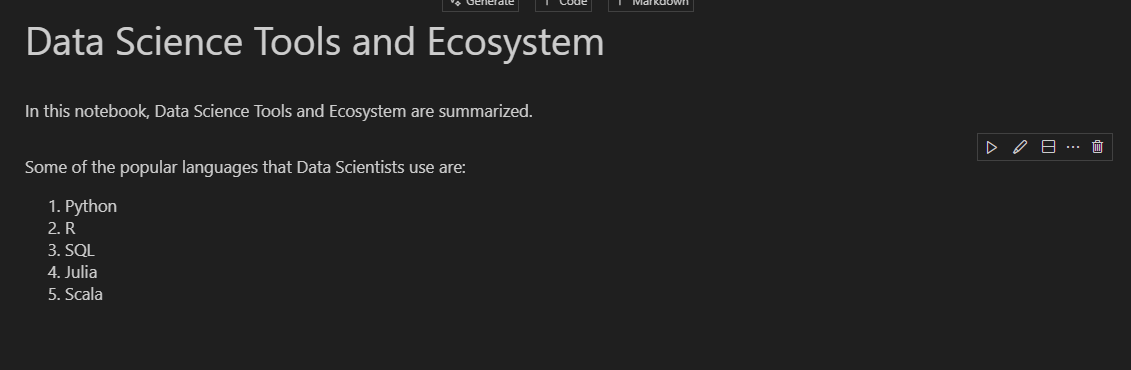 Generate + Code + Markdown
Data Science Tools and Ecosystem
In this notebook, Data Science Tools and Ecosystem are summarized.
Some of the popular languages that Data Scientists use are:
1. Python
2. R
3. SQL
4. Julia
5. Scala